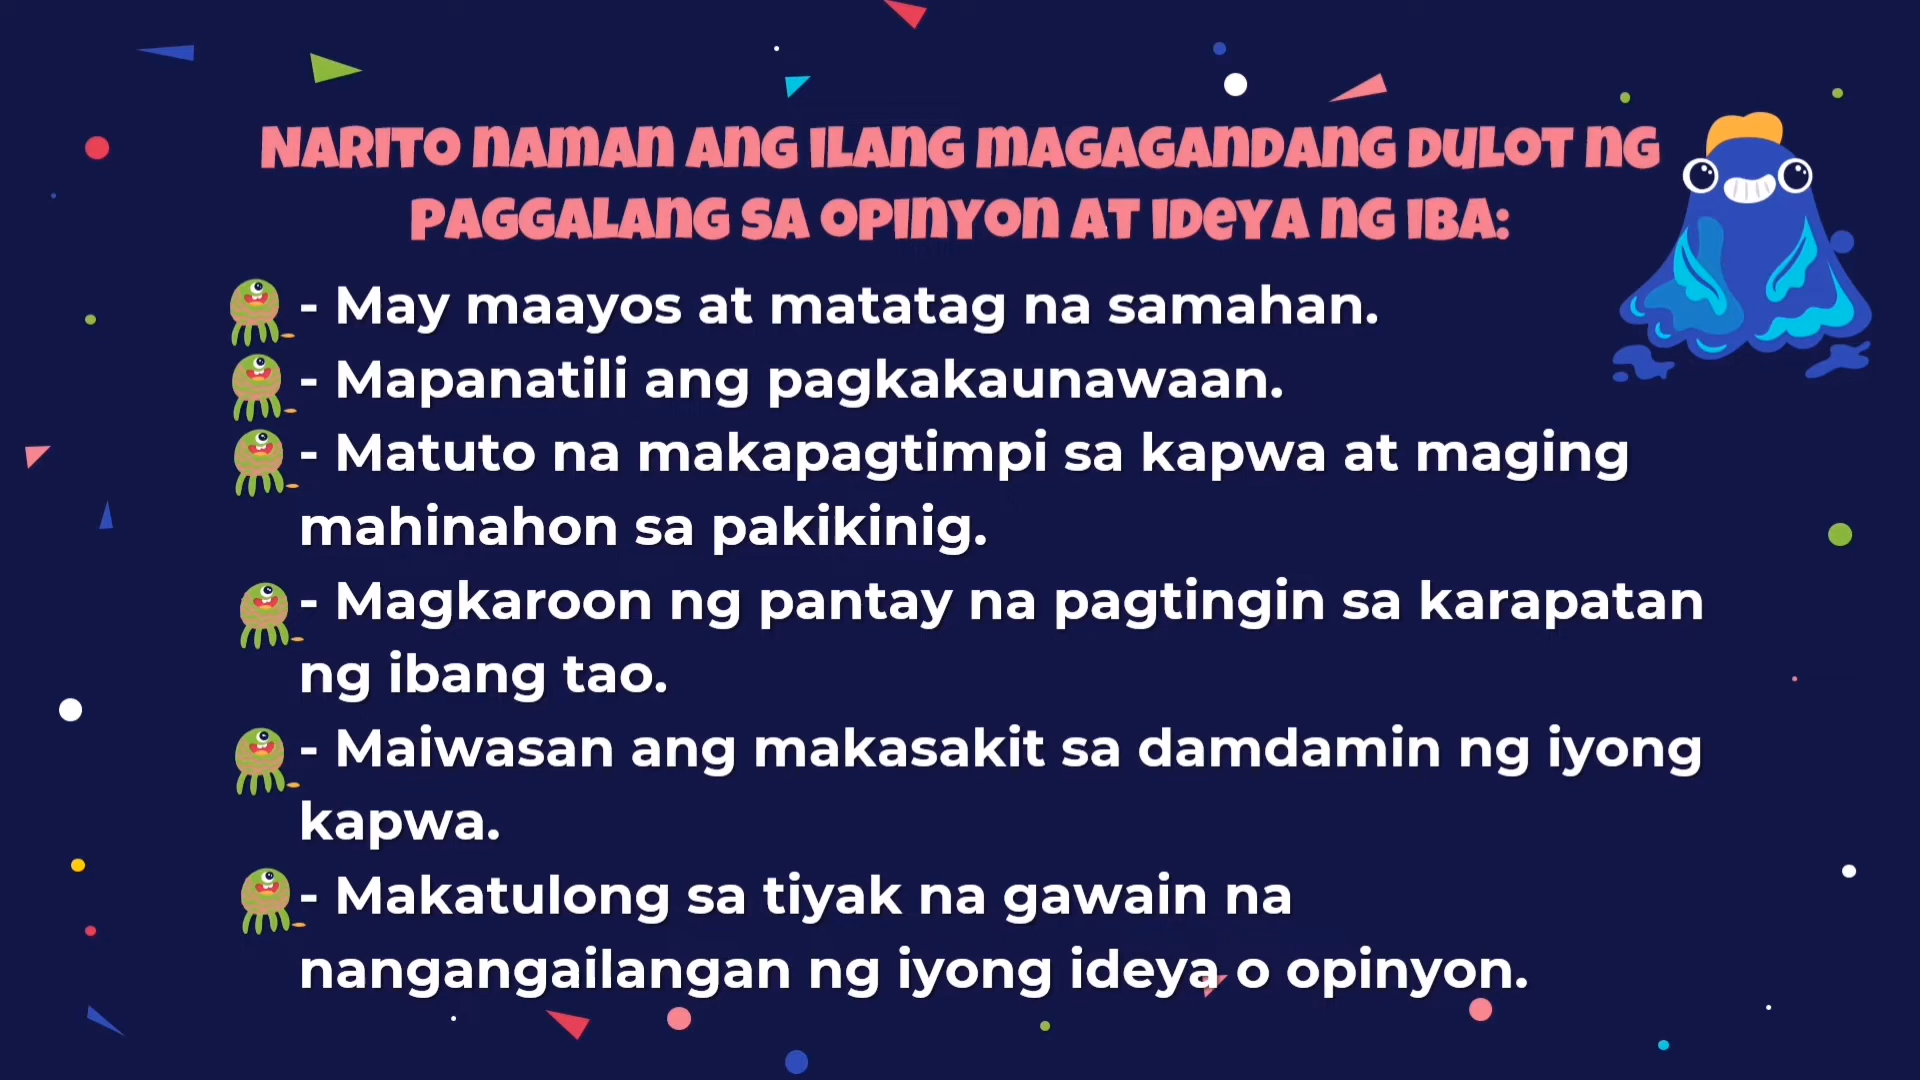 Narito naman ang ilang magagandang dulot ng
paggalang sa opinyon at ideya ng iba:
- May maayos at matatag na samahan.
- Mapanatili ang pagkakaunawaan.
- Matuto na makapagtimpi sa kapwa at maging
mahinahon sa pakikinig.
- Magkaroon ng pantay na pagtingin sa karapatan
ng ibang tao.
- Maiwasan ang makasakit sa damdamin ng iyong
kapwa.
- Makatulong sa tiyak na gawain na
nangangailangan ng iyong ideya o opinyon.